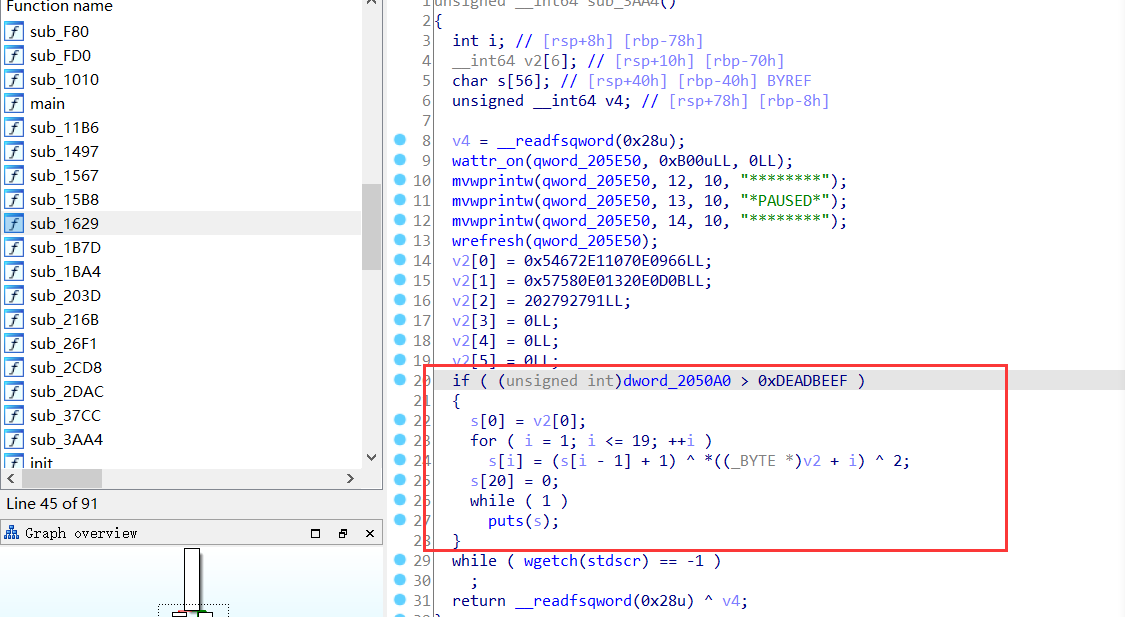 Function name
f sub_F80
f sub_FD0
f sub_1010
f main
f sub_11B6
f sub_1497
f sub_1567
f sub_15B8
f sub_1629
f sub_1B7D
f sub_1BA4
f sub_203D
f sub_216B
f sub_26F1
f sub_2CD8
f sub_2DAC
f sub_37CC
f sub_3AA4
f init
Line 45 of 91
Graph overview
1 unsigned __int64 sub_3AA4()
2 {
3 int i; // [rsp+8h] [rbp-78h]
4 __int64 v2[6]; // [rsp+10h] [rbp-70h]
5 char s[56]; // [rsp+40h] [rbp-40h] BYREF
6 unsigned __int64 v4; // [rsp+78h] [rbp-8h]
7
8 v4 = __readfsqword(0x28u);
9 wattr_on(qword_205E50, 0xB00uLL, 0LL);
10 mvwprintw(qword_205E50, 12, 10, "********");
11 mvwprintw(qword_205E50, 13, 10, "*PAUSED*");
12 mvwprintw(qword_205E50, 14, 10, "********");
13 wrefresh(qword_205E50);
14 v2[0] = 0x54672E11070E0966LL;
15 v2[1] = 0x57580E01320E0D0BLL;
16 v2[2] = 202792791LL;
17 v2[3] = 0LL;
18 v2[4] = 0LL;
19 v2[5] = 0LL;
20 if ( (unsigned int)dword_2050A0 > 0xDEADBEEF )
21 {
22 s[0] = v2[0];
23 for ( i = 1; i <= 19; ++i )
24 s[i] = (s[i - 1] + 1) ^ *((_BYTE *)v2 + i) ^ 2;
25 s[20] = 0;
26 while ( 1 )
27 puts(s);
28 }
29 while ( wgetch(stdscr) == -1 )
30 ;
31 return __readfsqword(0x28u) ^ v4;